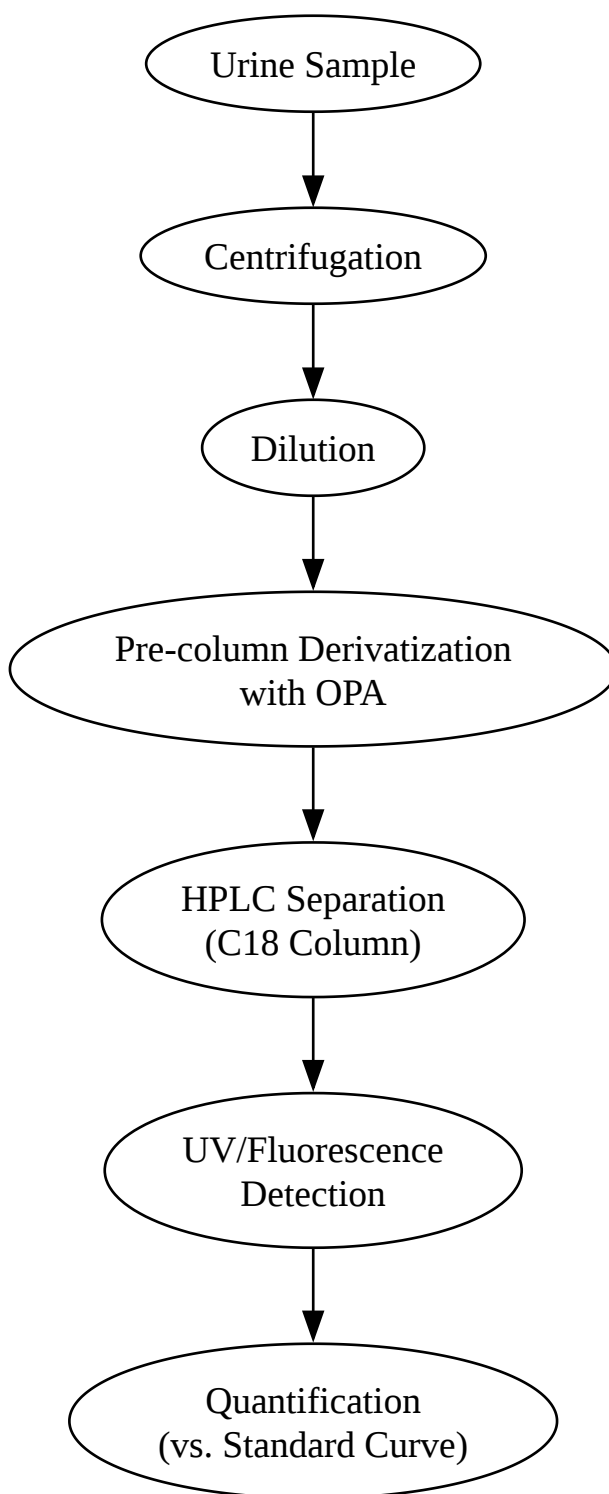 Urine Sample
Centrifugation
Dilution
Pre-column Derivatization
with OPA
HPLC Separation
(C18 Column)
UV/Fluorescence
Detection
Quantification
(vs. Standard Curve)